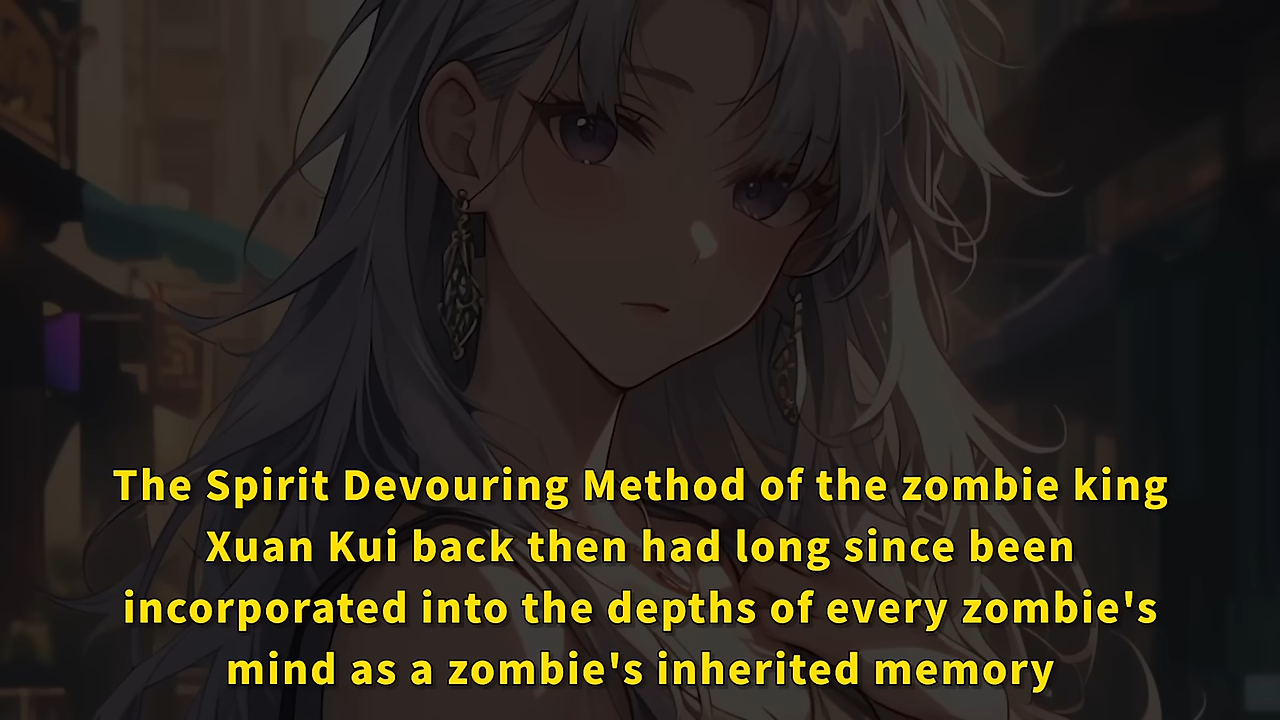 The Spirit Devouring Method of the zombie king
Xuan Kui back then had long since been
incorporated into the depths of every zombie's
mind as a zombie's inherited memory